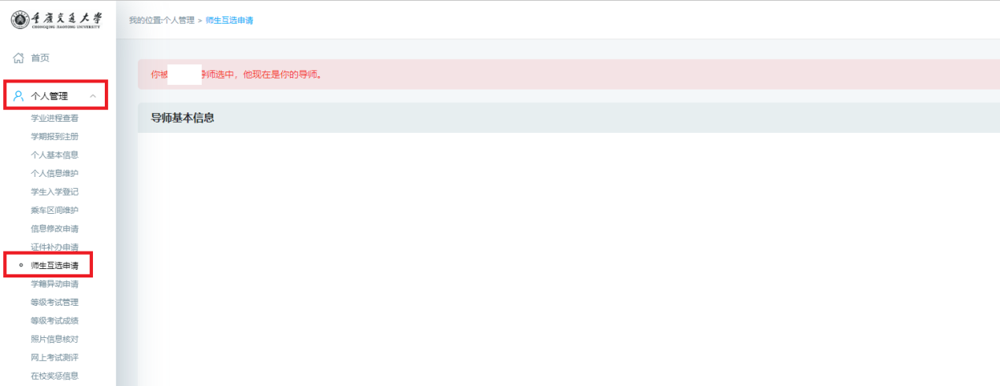 重庆交通大学
CHONGQING JIAOTONG UNIVERSITY
我的位置:个人管理 > 师生互选申请
首页
你被 导师选中，他现在是你的导师。
个人管理
导师基本信息
学业进程查看
学期报到注册
个人基本信息
个人信息维护
学生入学登记
乘车区间维护
信息修改申请
证件补办申请
师生互选申请
学籍异动申请
等级考试管理
等级考试成绩
照片信息核对
网上考试测评
在校奖惩信息